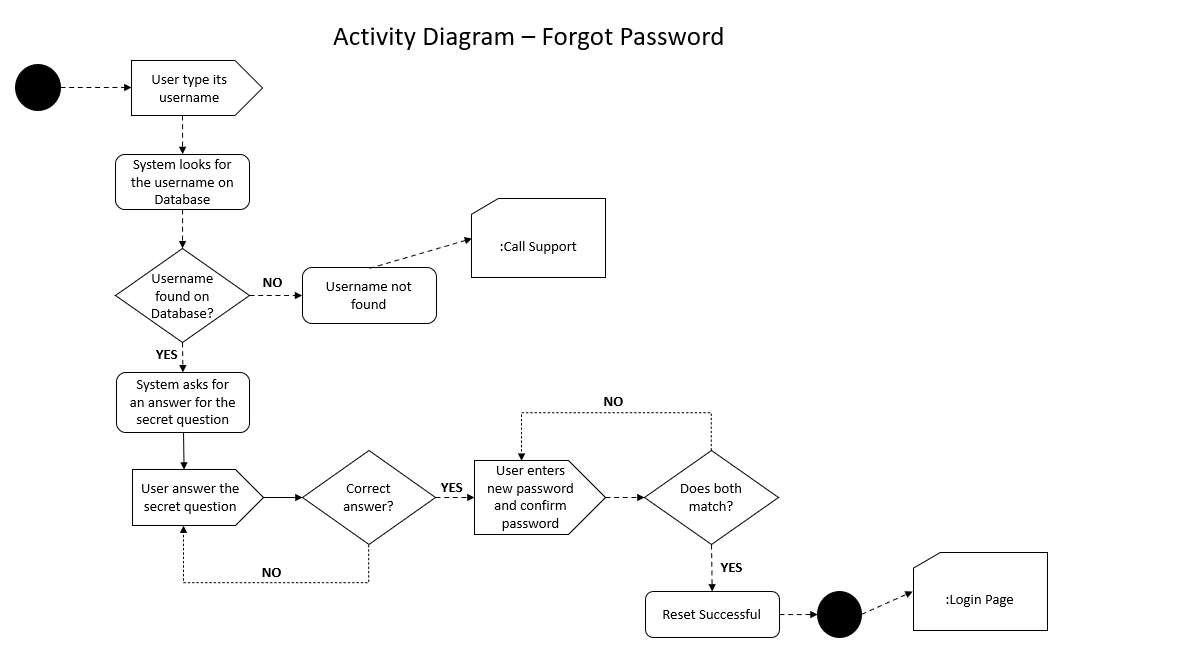 Activity Diagram – Forgot Password
User type its
username
System looks for
the username on
Database
:Call Support
Username
found on
Database?
NO
Username not
found
YES
System asks for
an answer for the
secret question
NO
User answer the
secret question
Correct
answer?
YES
User enters
new password
and confirm
password
Does both
match?
NO
YES
Reset Successful
:Login Page